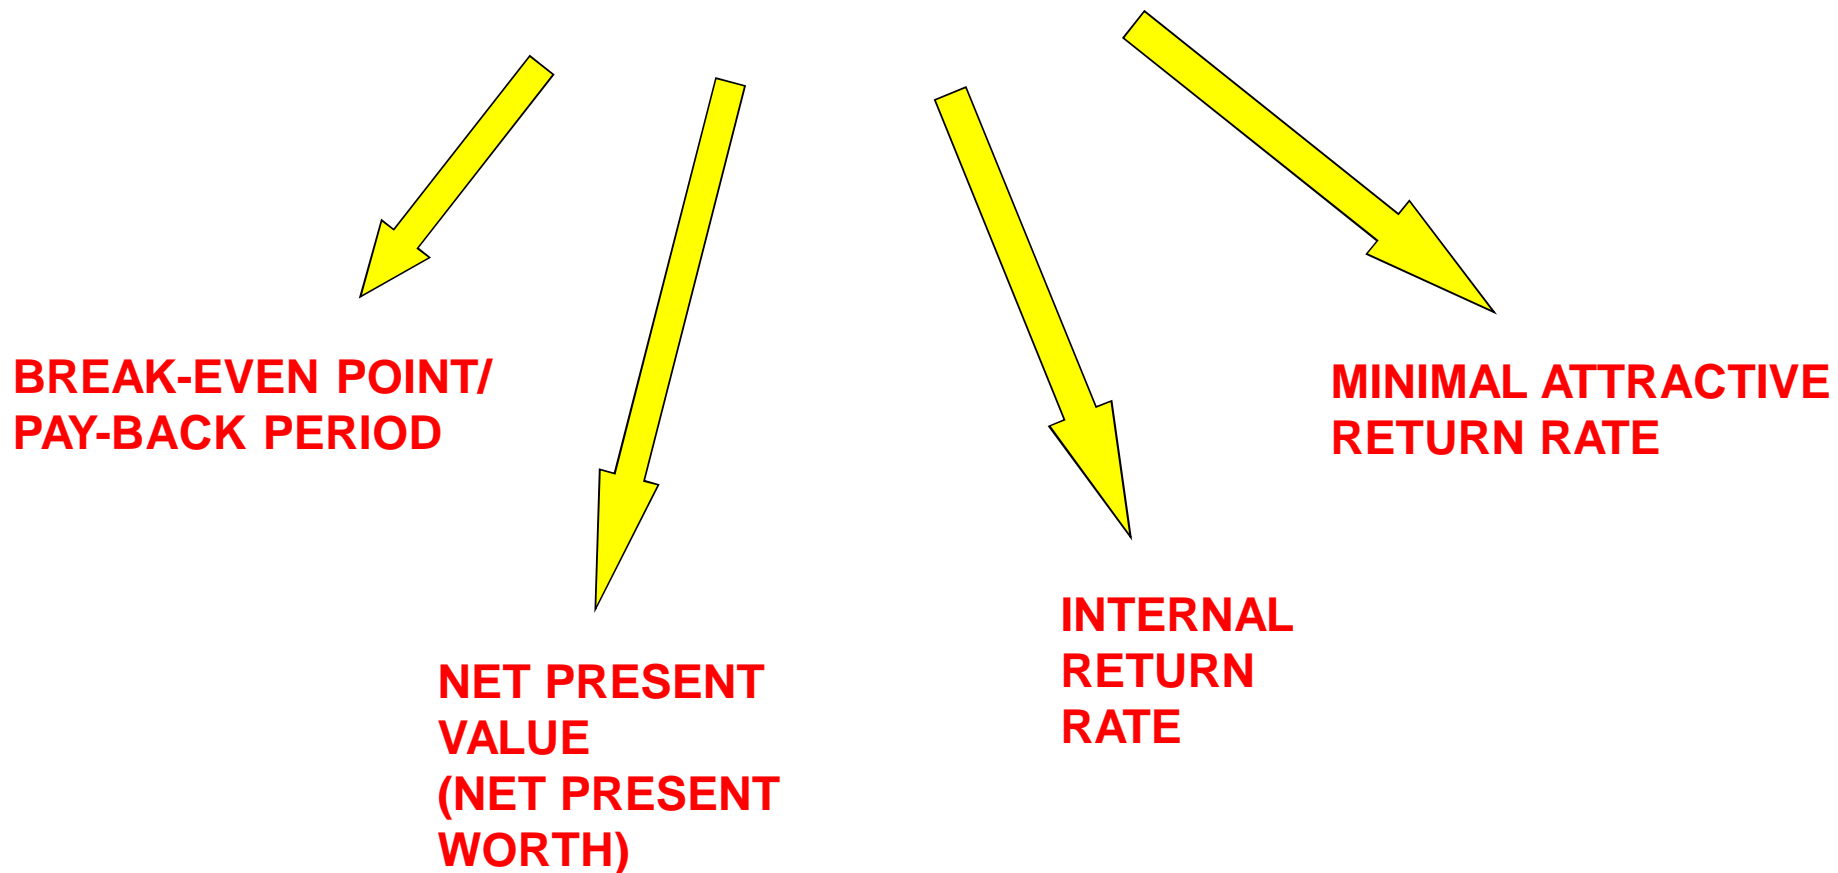 BREAK-EVEN POINT/
PAY-BACK PERIOD
NET PRESENT
VALUE
(NET PRESENT
WORTH)
INTERNAL
RETURN
RATE
MINIMAL ATTRACTIVE
RETURN RATE